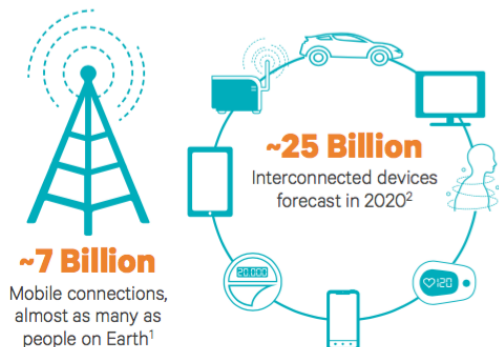 ~7 Billion
Mobile connections,
almost as many as
people on Earth¹
~25 Billion
Interconnected devices
forecast in 2020²
20.000
120